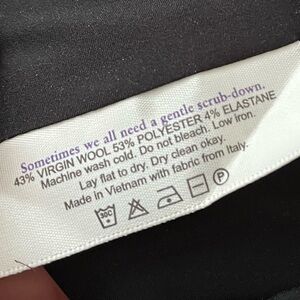 Sometimes we all need a gentle scrub-down.
43% VIRGIN WOOL 53% POLYESTER 4% ELASTANE
Machine wash cold. Do not bleach. Low iron.
Lay flat to dry. Dry clean okay.
Made in Vietnam with fabric from Italy.
P